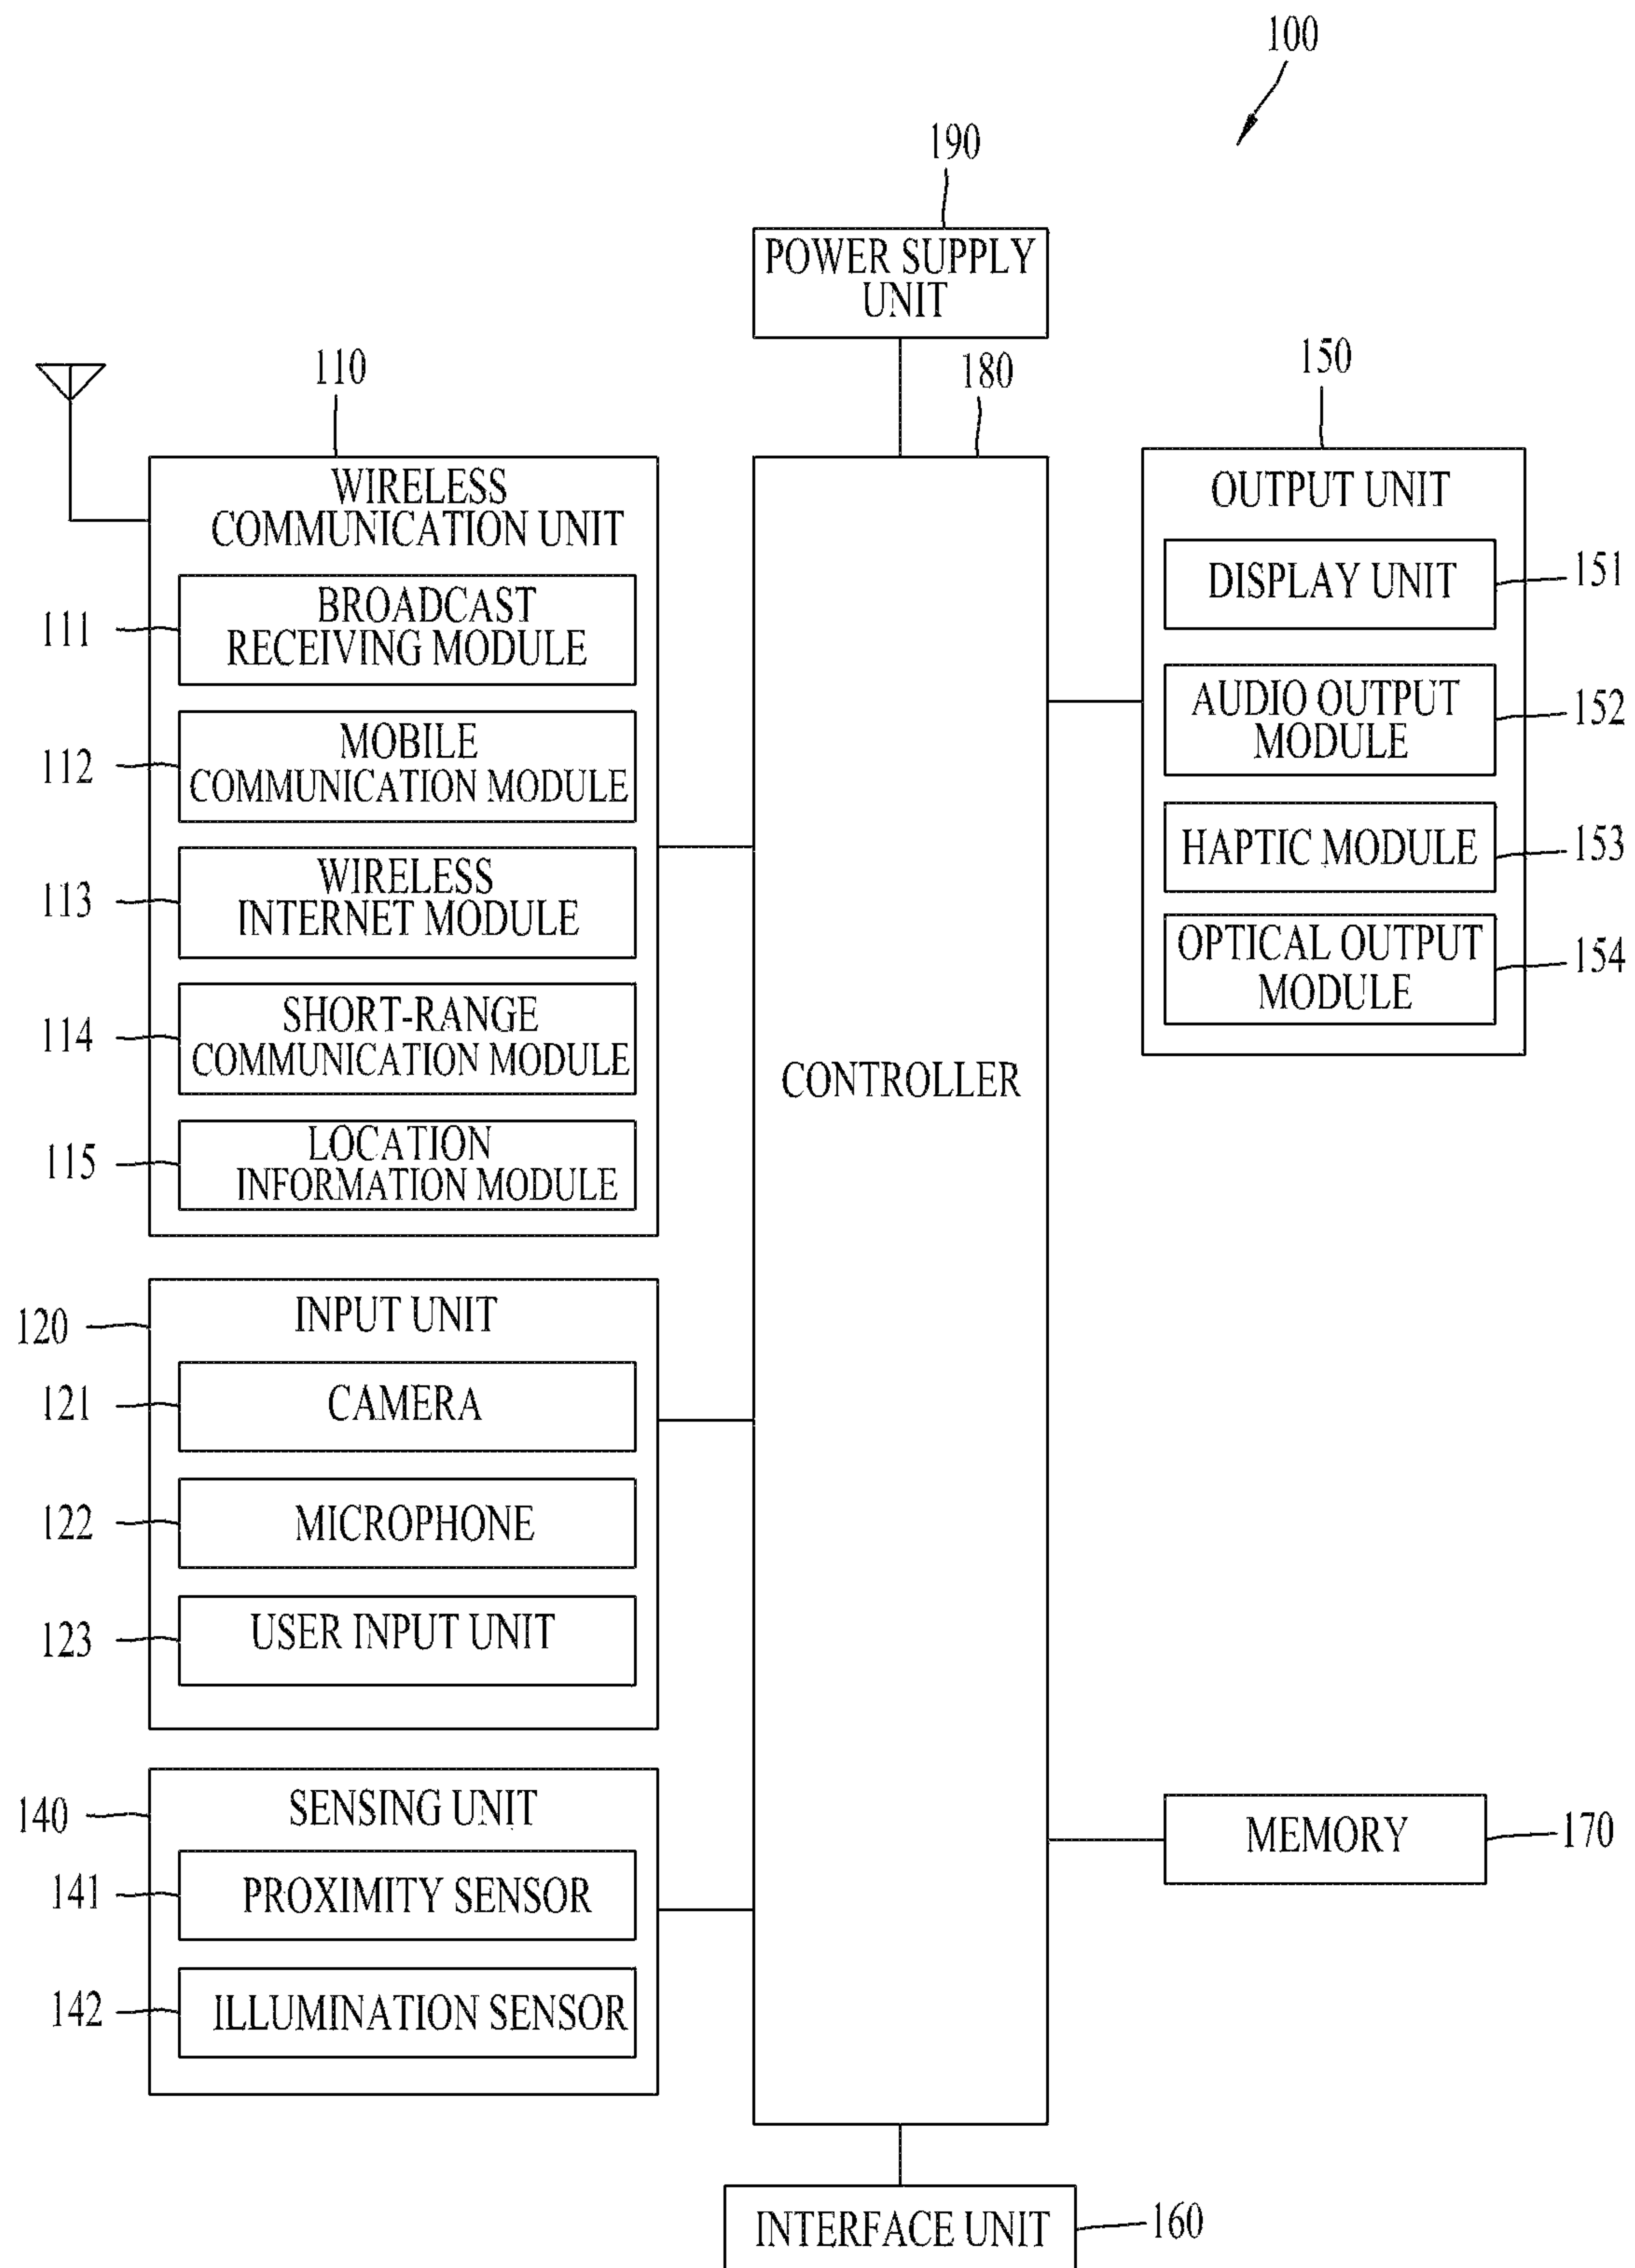 100
190
POWER SUPPLY
UNIT
110
180
150
WIRELESS
COMMUNICATION UNIT
111
BROADCAST
RECEIVING MODULE
112
MOBILE
COMMUNICATION MODULE
113
WIRELESS
INTERNET MODULE
114
SHORT-RANGE
COMMUNICATION MODULE
115
LOCATION
INFORMATION MODULE
120
INPUT UNIT
121
CAMERA
122
MICROPHONE
123
USER INPUT UNIT
140
SENSING UNIT
141
PROXIMITY SENSOR
142
ILLUMINATION SENSOR
CONTROLLER
OUTPUT UNIT
DISPLAY UNIT
151
AUDIO OUTPUT
MODULE
152
HAPTIC MODULE
153
OPTICAL OUTPUT
MODULE
154
MEMORY
170
INTERFACE UNIT
160